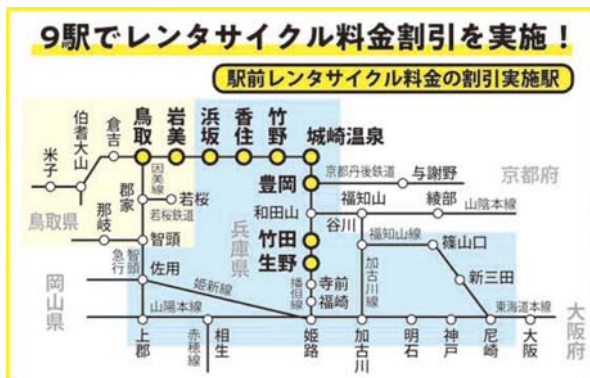 9駅でレンタサイクル料金割引を実施！
駅前レンタサイクル料金の割引実施駅
鳥取
岩美
浜坂
香住
竹野
城崎温泉
倉吉
伯耆大山
米子
因美線
京都丹後鉄道
与謝野
京都府
豊岡
郡家
若桜
若桜鉄道
鳥取県
那岐
兵庫県
和田山
福知山
綾部
山陰本線
谷川
智頭
竹田
福知山線
篠山口
智頭
急行
佐用
生野
加古川線
新三田
岡山県
姫新線
播但線
寺前
福崎
山陽本線
東海道本線
大阪府
上郡
赤穂線
相生
姫路
加古川
明石
神戸
尼崎
大阪